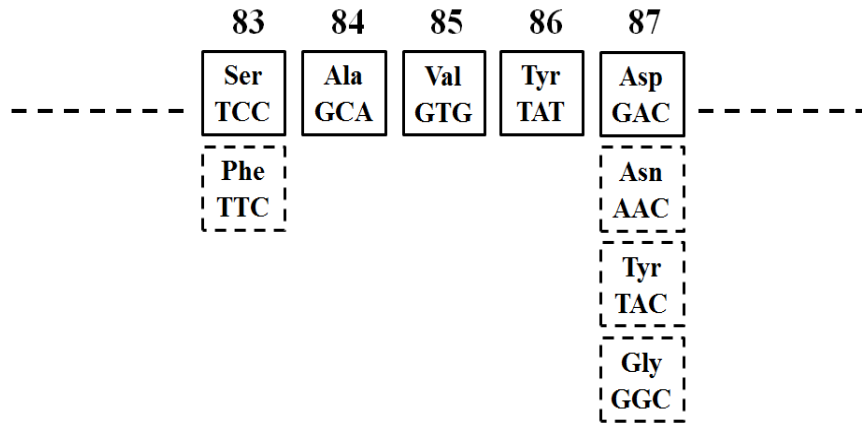 83 84 85 86 87
Ser Ala Val Tyr Asp
TCC GCA GTG TAT GAC
Phe Asn
TTC AAC
Tyr
TAC
Gly
GGC